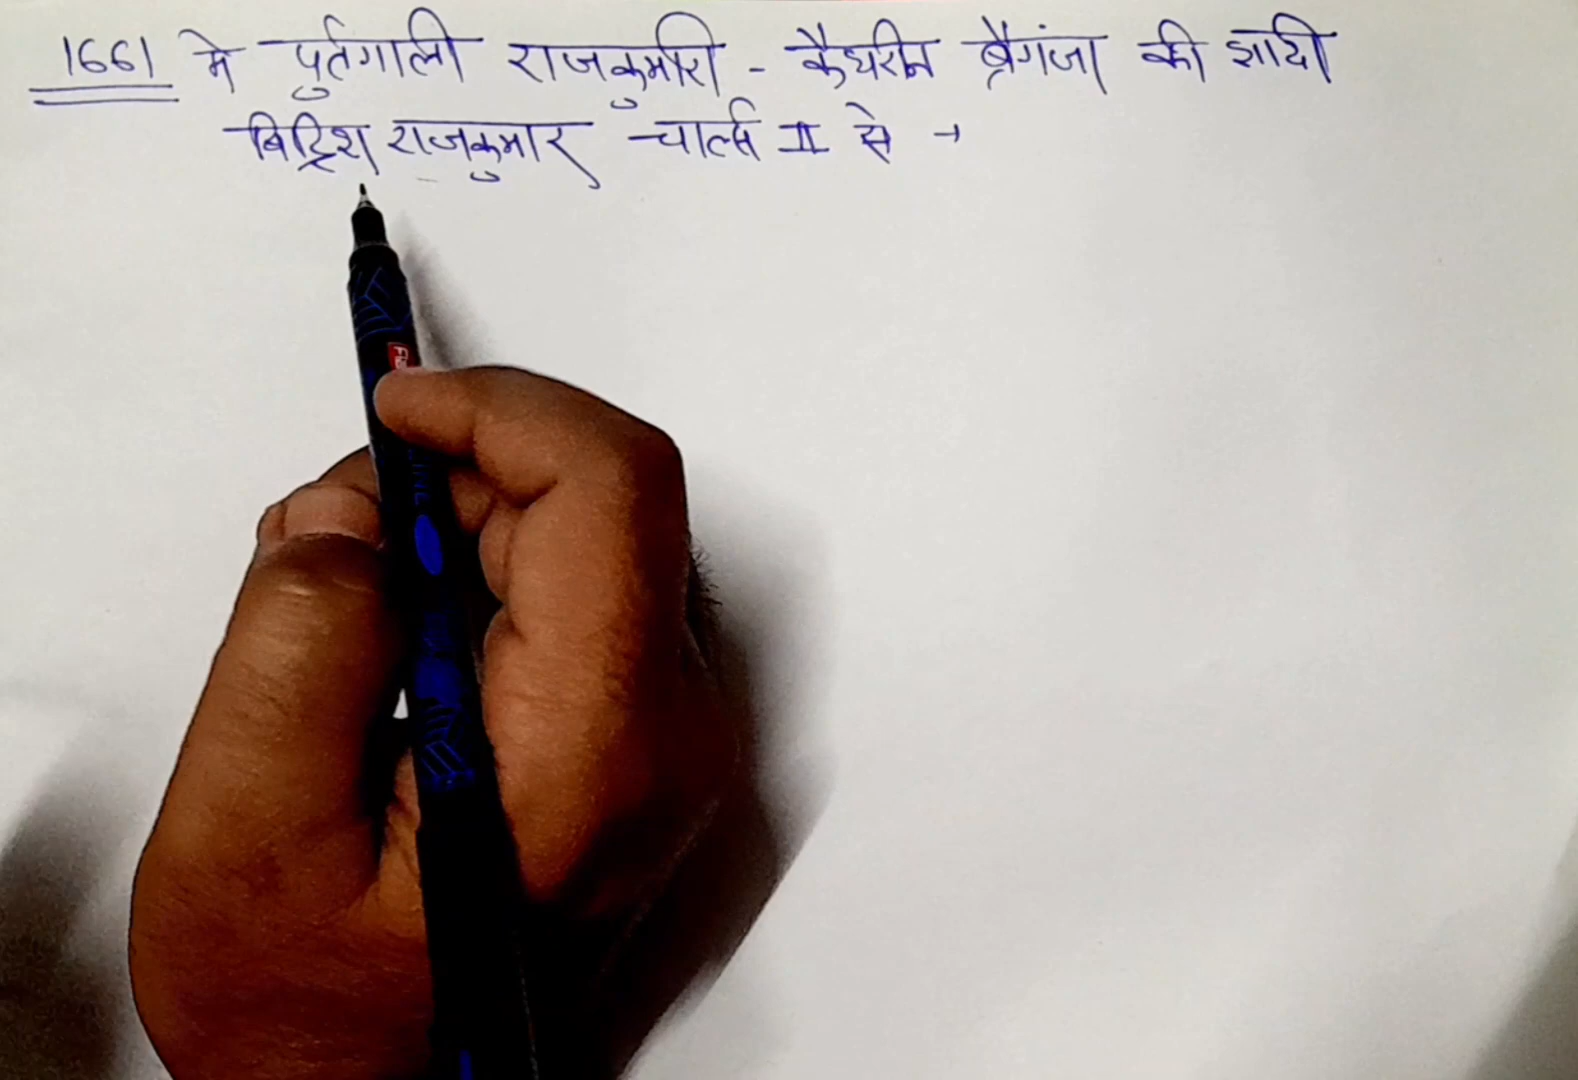 1661 मे पुर्तगाली राजकुमारी - कैथरीन ब्रैगंजा की शादी
ब्रिटिश राजकुमार चार्ल्स II से →